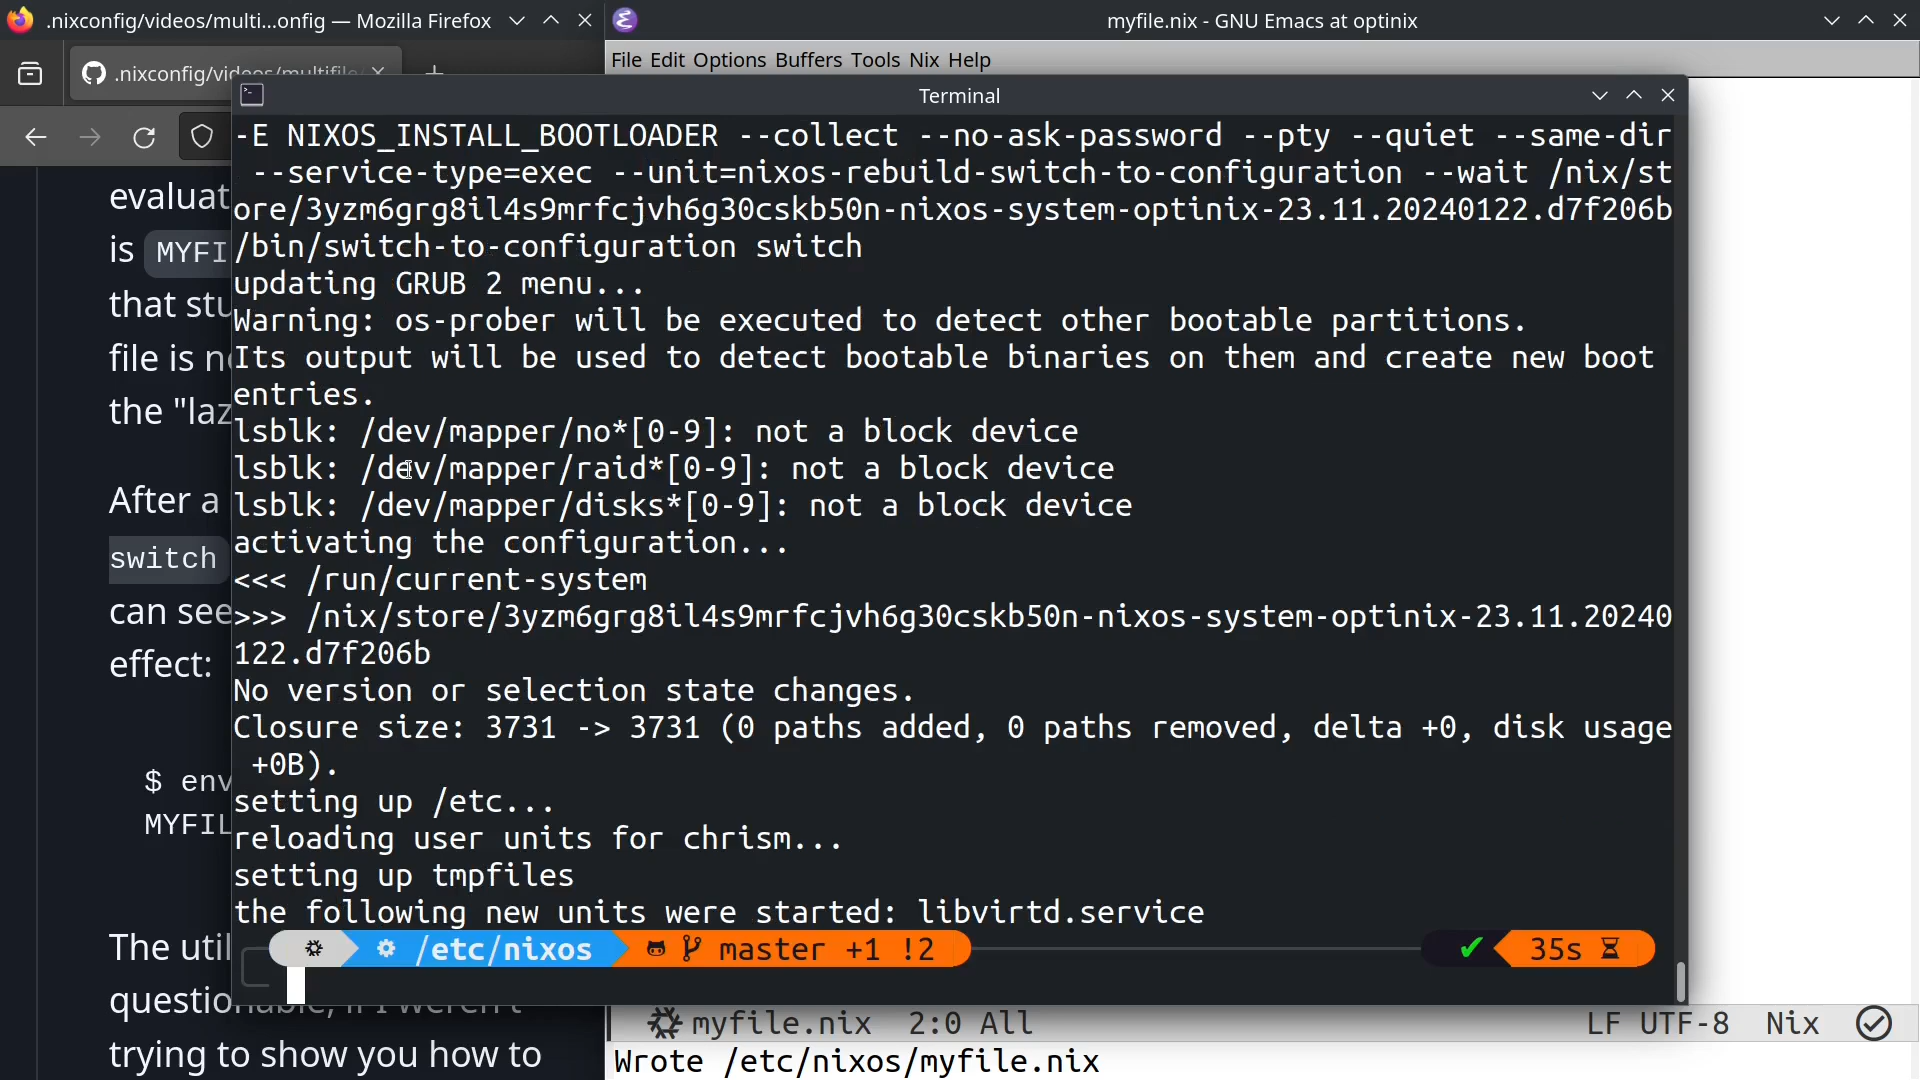 .nixconfig/videos/multi...onfig — Mozilla Firefox
myfile.nix - GNU Emacs at optinix
File Edit Options Buffers Tools Nix Help
.nixconfig/videos/multifile
Terminal
evaluat
is MYFI
that stu
file is n
the "laz
After a
switch
can see
effect:
$ env
MYFIL
The util
questionable, if I weren't
trying to show you how to
-E NIXOS_INSTALL_BOOTLOADER --collect --no-ask-password --pty --quiet --same-dir
--service-type=exec --unit=nixos-rebuild-switch-to-configuration --wait /nix/st
ore/3yzm6grg8il4s9mrfcjvh6g30cskb50n-nixos-system-optinix-23.11.20240122.d7f206b
/bin/switch-to-configuration switch
updating GRUB 2 menu...
Warning: os-prober will be executed to detect other bootable partitions.
Its output will be used to detect bootable binaries on them and create new boot
entries.
lsblk: /dev/mapper/no*[0-9]: not a block device
lsblk: /dev/mapper/raid*[0-9]: not a block device
lsblk: /dev/mapper/disks*[0-9]: not a block device
activating the configuration...
<<< /run/current-system
>>> /nix/store/3yzm6grg8il4s9mrfcjvh6g30cskb50n-nixos-system-optinix-23.11.20240
122.d7f206b
No version or selection state changes.
Closure size: 3731 -> 3731 (0 paths added, 0 paths removed, delta +0, disk usage
+0B).
setting up /etc...
reloading user units for chrism...
setting up tmpfiles
the following new units were started: libvirtd.service
/etc/nixos master +1 !2 ✔ 35s
myfile.nix 2:0 All LF UTF-8 Nix
Wrote /etc/nixos/myfile.nix